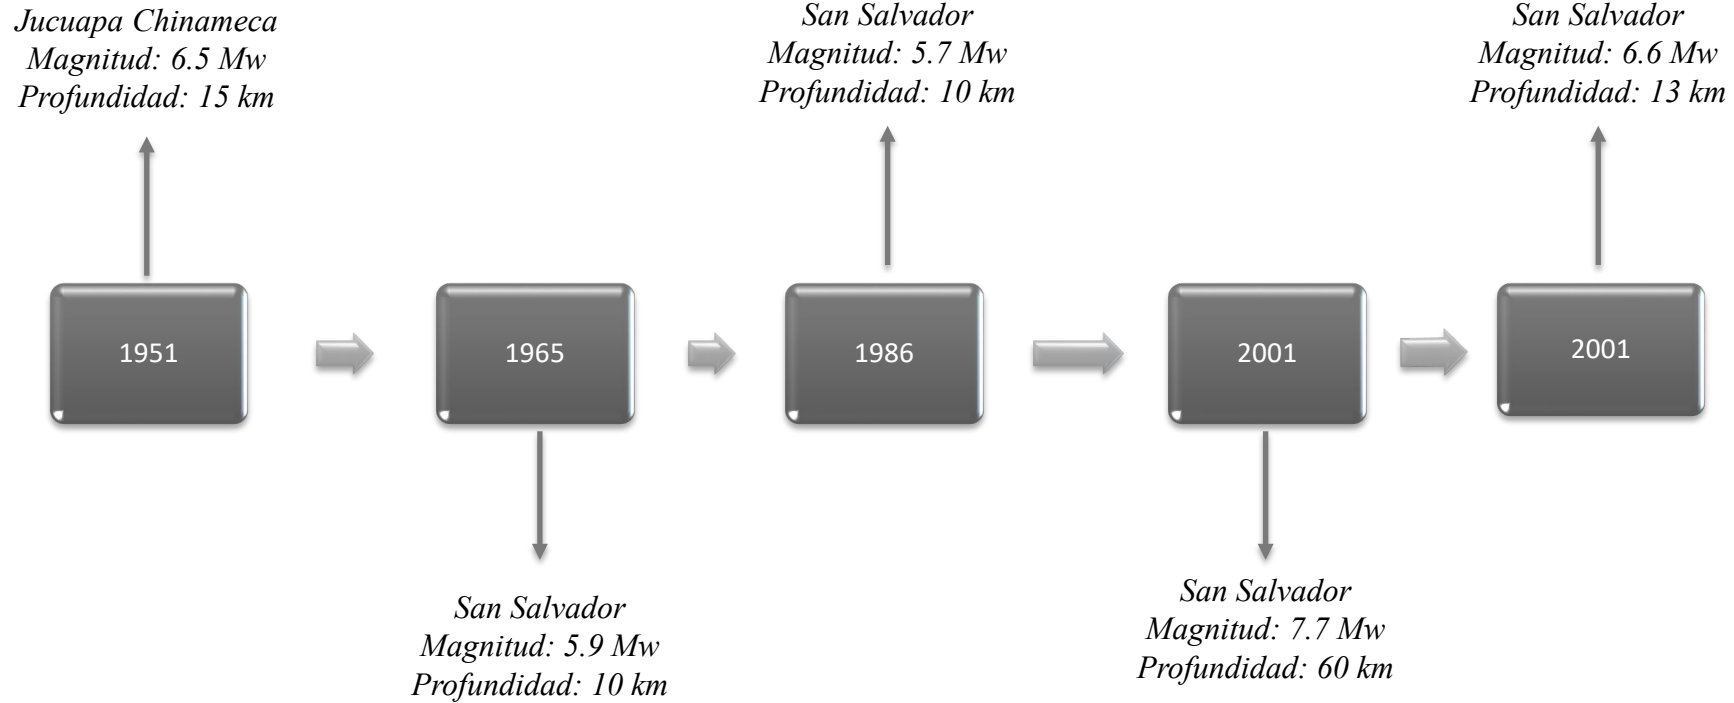 Jucuapa Chinameca
Magnitud: 6.5 Mw
Profundidad: 15 km
San Salvador
Magnitud: 5.7 Mw
Profundidad: 10 km
San Salvador
Magnitud: 6.6 Mw
Profundidad: 13 km
1951
1965
1986
2001
2001
San Salvador
Magnitud: 5.9 Mw
Profundidad: 10 km
San Salvador
Magnitud: 7.7 Mw
Profundidad: 60 km